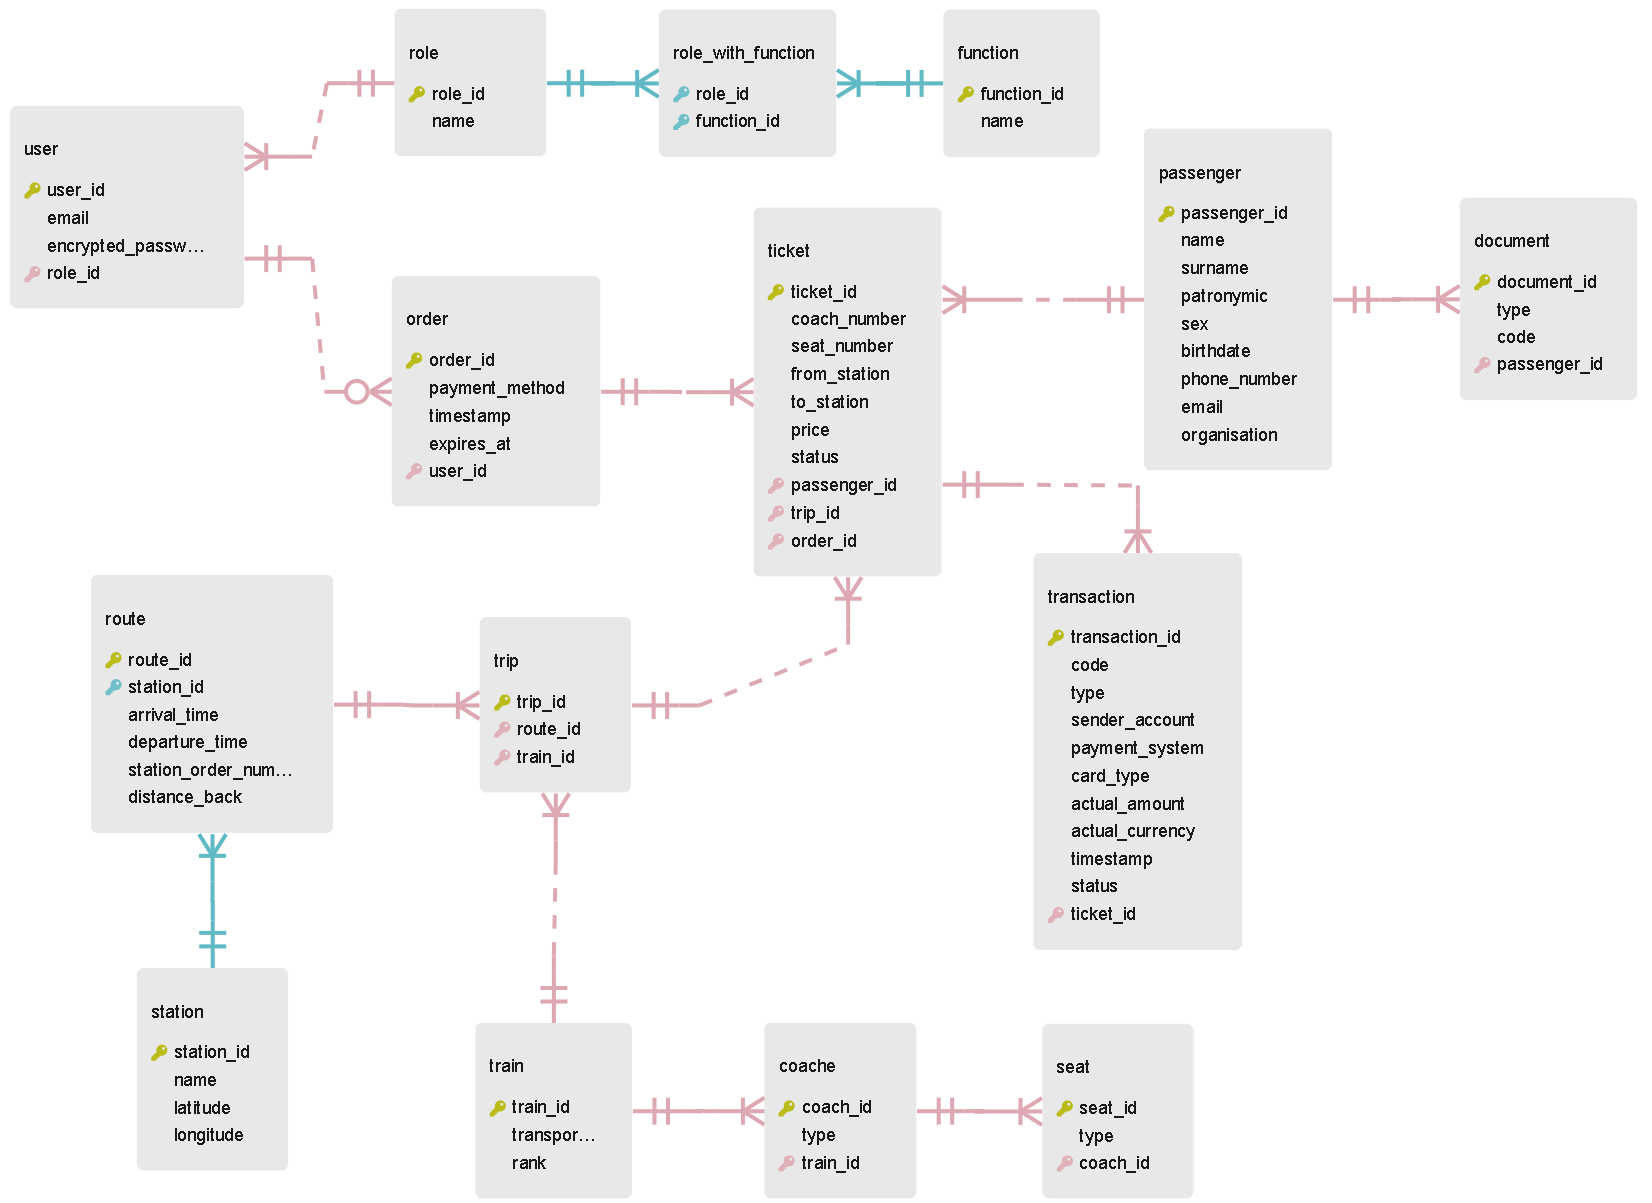 role
role_id
name
role_with_function
role_id
function_id
function
function_id
name
user
user_id
email
encrypted_passw...
role_id
passenger
passenger_id
name
surname
patronymic
sex
birthdate
phone_number
email
organisation
document
document_id
type
code
passenger_id
ticket
ticket_id
coach_number
seat_number
from_station
to_station
price
status
passenger_id
trip_id
order_id
order
order_id
payment_method
timestamp
expires_at
user_id
transaction
transaction_id
code
type
sender_account
payment_system
card_type
actual_amount
actual_currency
timestamp
status
ticket_id
route
route_id
station_id
arrival_time
departure_time
station_order_num...
distance_back
trip
trip_id
route_id
train_id
station
station_id
name
latitude
longitude
train
train_id
transpor...
rank
coache
coach_id
type
train_id
seat
seat_id
type
coach_id